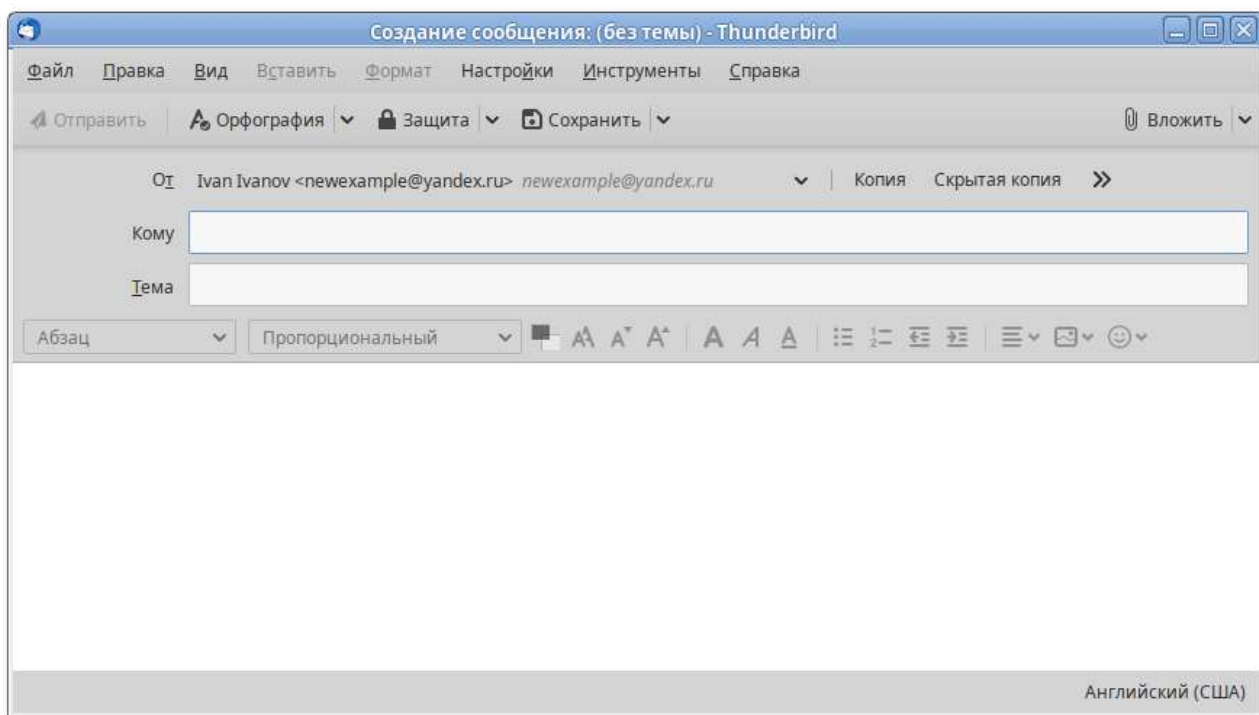 Создание сообщения: (без темы) - Thunderbird
Файл Правка Вид Вставить Формат Настройки Инструменты Справка
Отправить Орфография Защита Сохранить Вложить
От Ivan Ivanov <newexample@yandex.ru> newexample@yandex.ru Копия Скрытая копия
Кому
Тема
Абзац Пропорциональный
Английский (США)